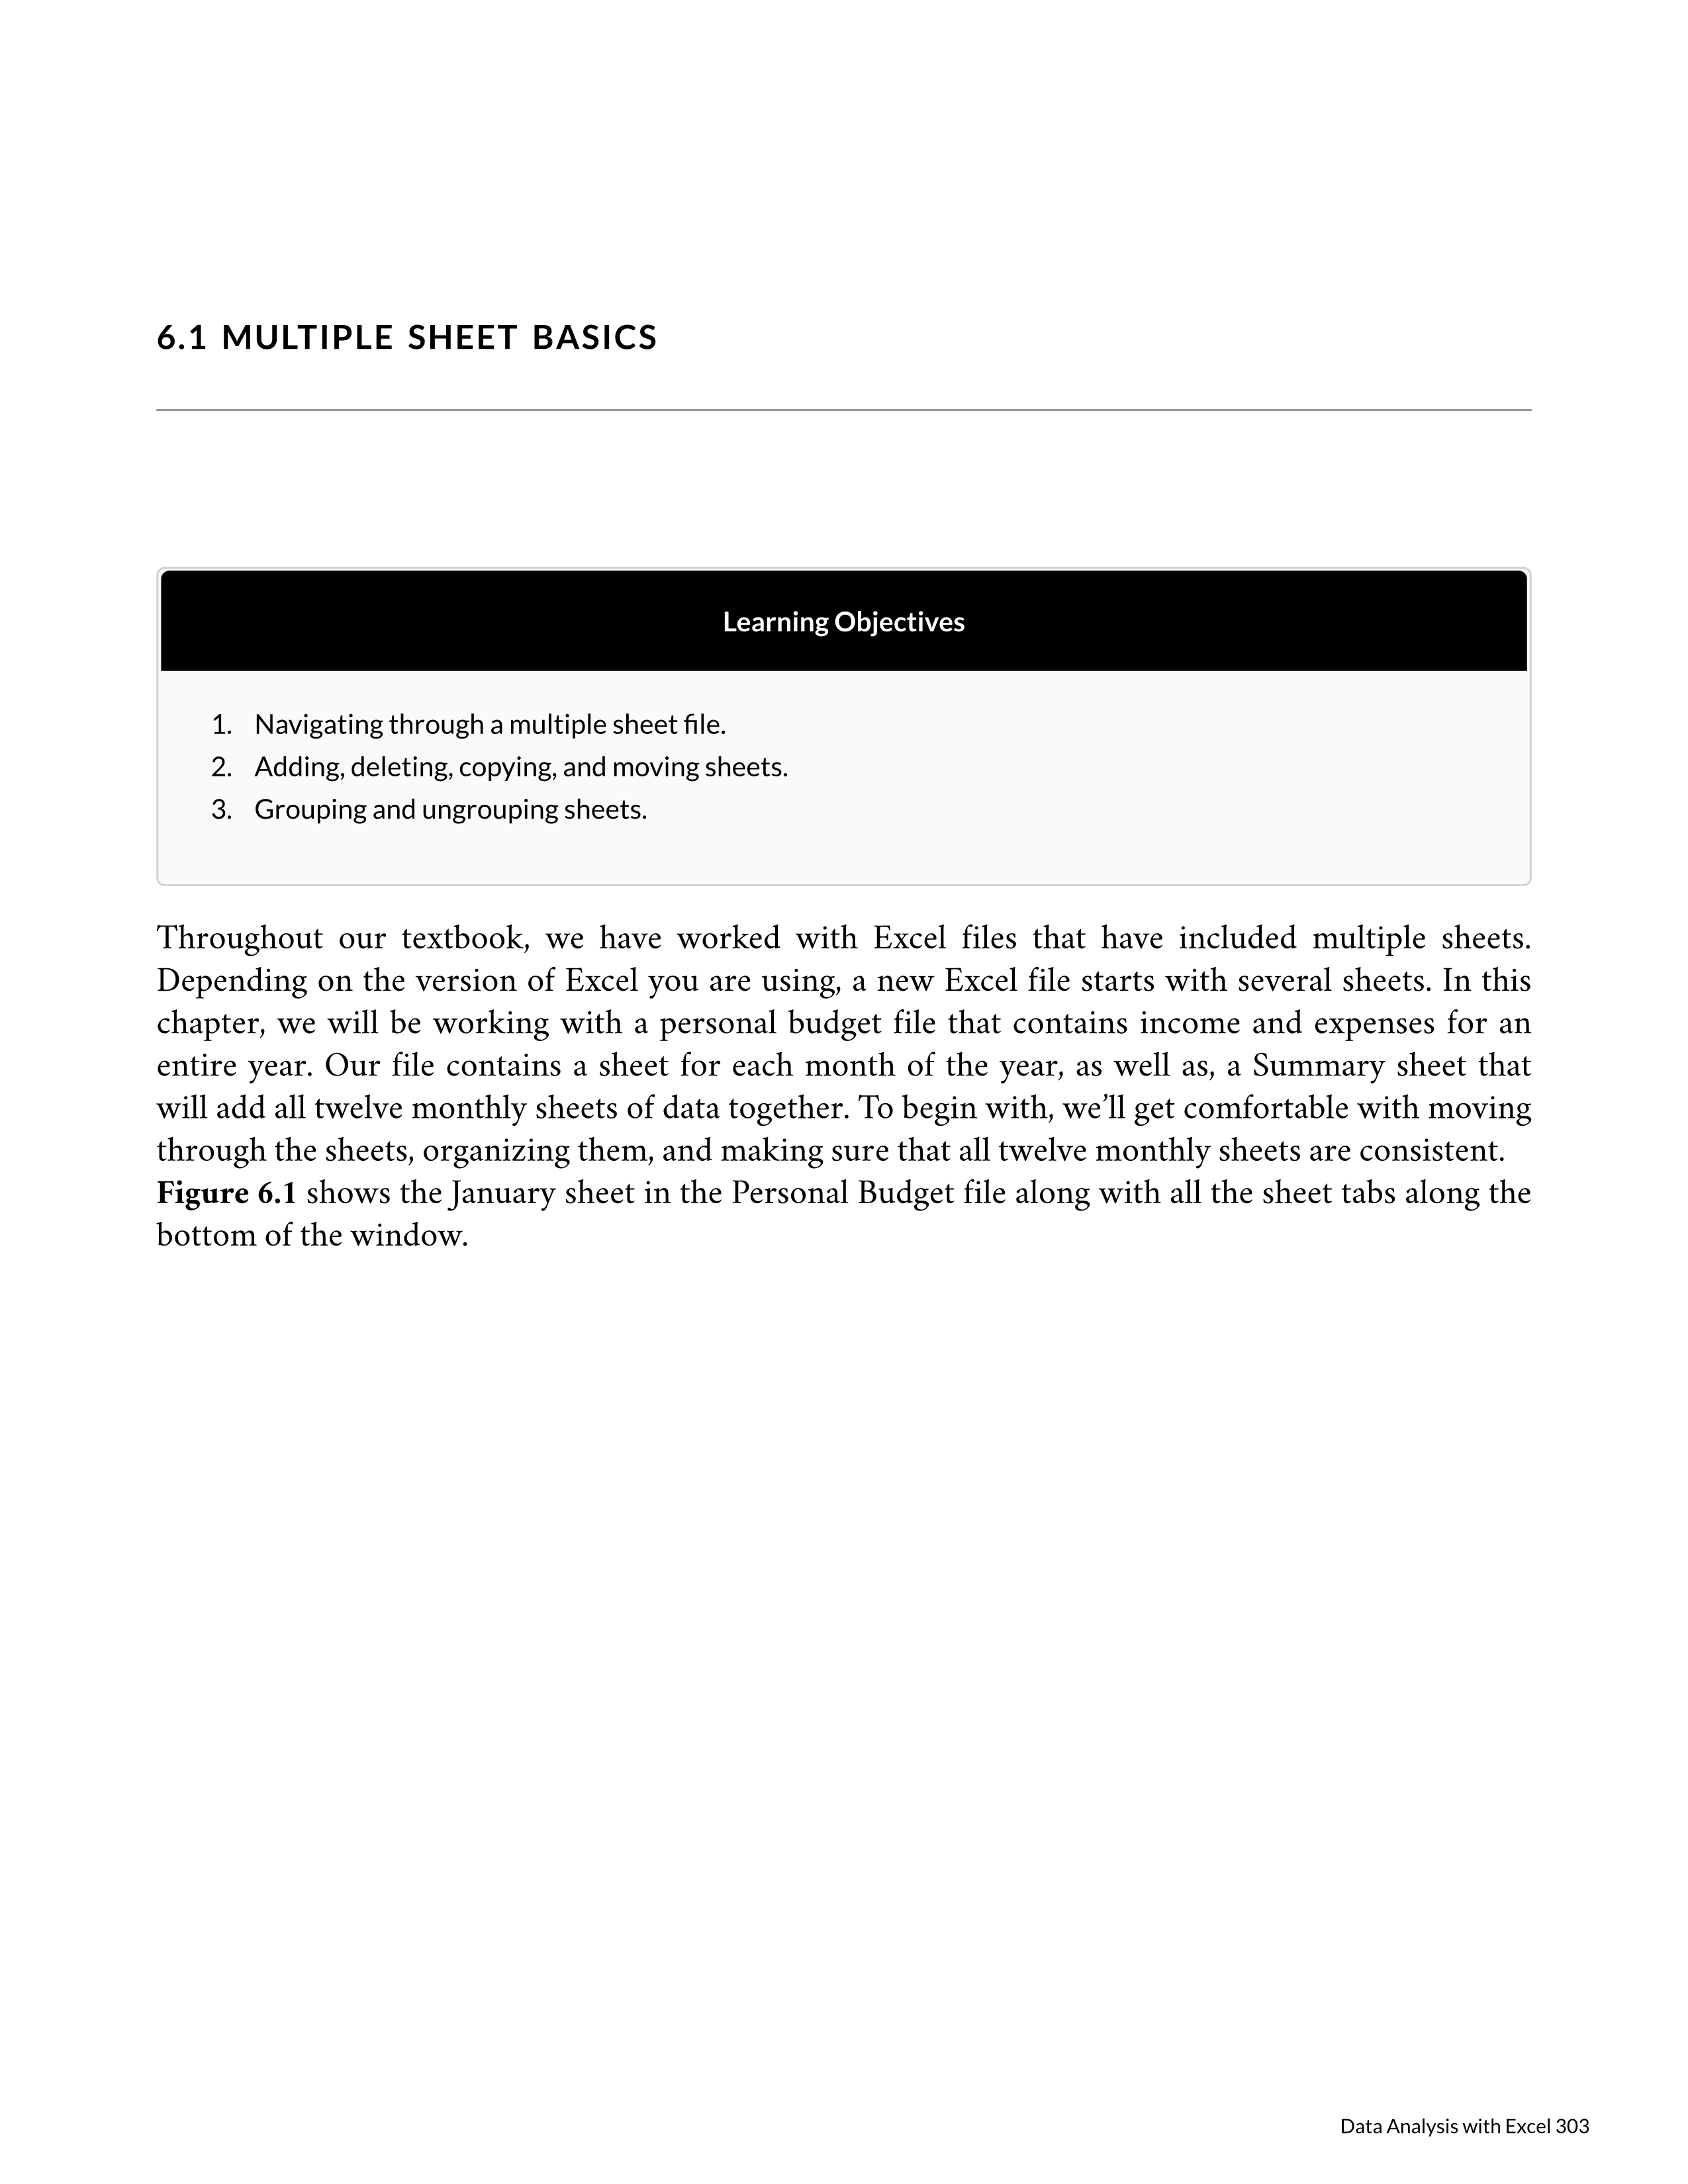 6.1 MULTIPLE SHEET BASICS
Learning Objectives
1. Navigating through a multiple sheet file.
2. Adding, deleting, copying, and moving sheets.
3. Grouping and ungrouping sheets.
Throughout our textbook, we have worked with Excel files that have included multiple sheets.
Depending on the version of Excel you are using, a new Excel file starts with several sheets. In this
chapter, we will be working with a personal budget file that contains income and expenses for an
entire year. Our file contains a sheet for each month of the year, as well as, a Summary sheet that
will add all twelve monthly sheets of data together. To begin with, we’ll get comfortable with moving
through the sheets, organizing them, and making sure that all twelve monthly sheets are consistent.
Figure 6.1 shows the January sheet in the Personal Budget file along with all the sheet tabs along the
bottom of the window.
Data Analysis with Excel 303